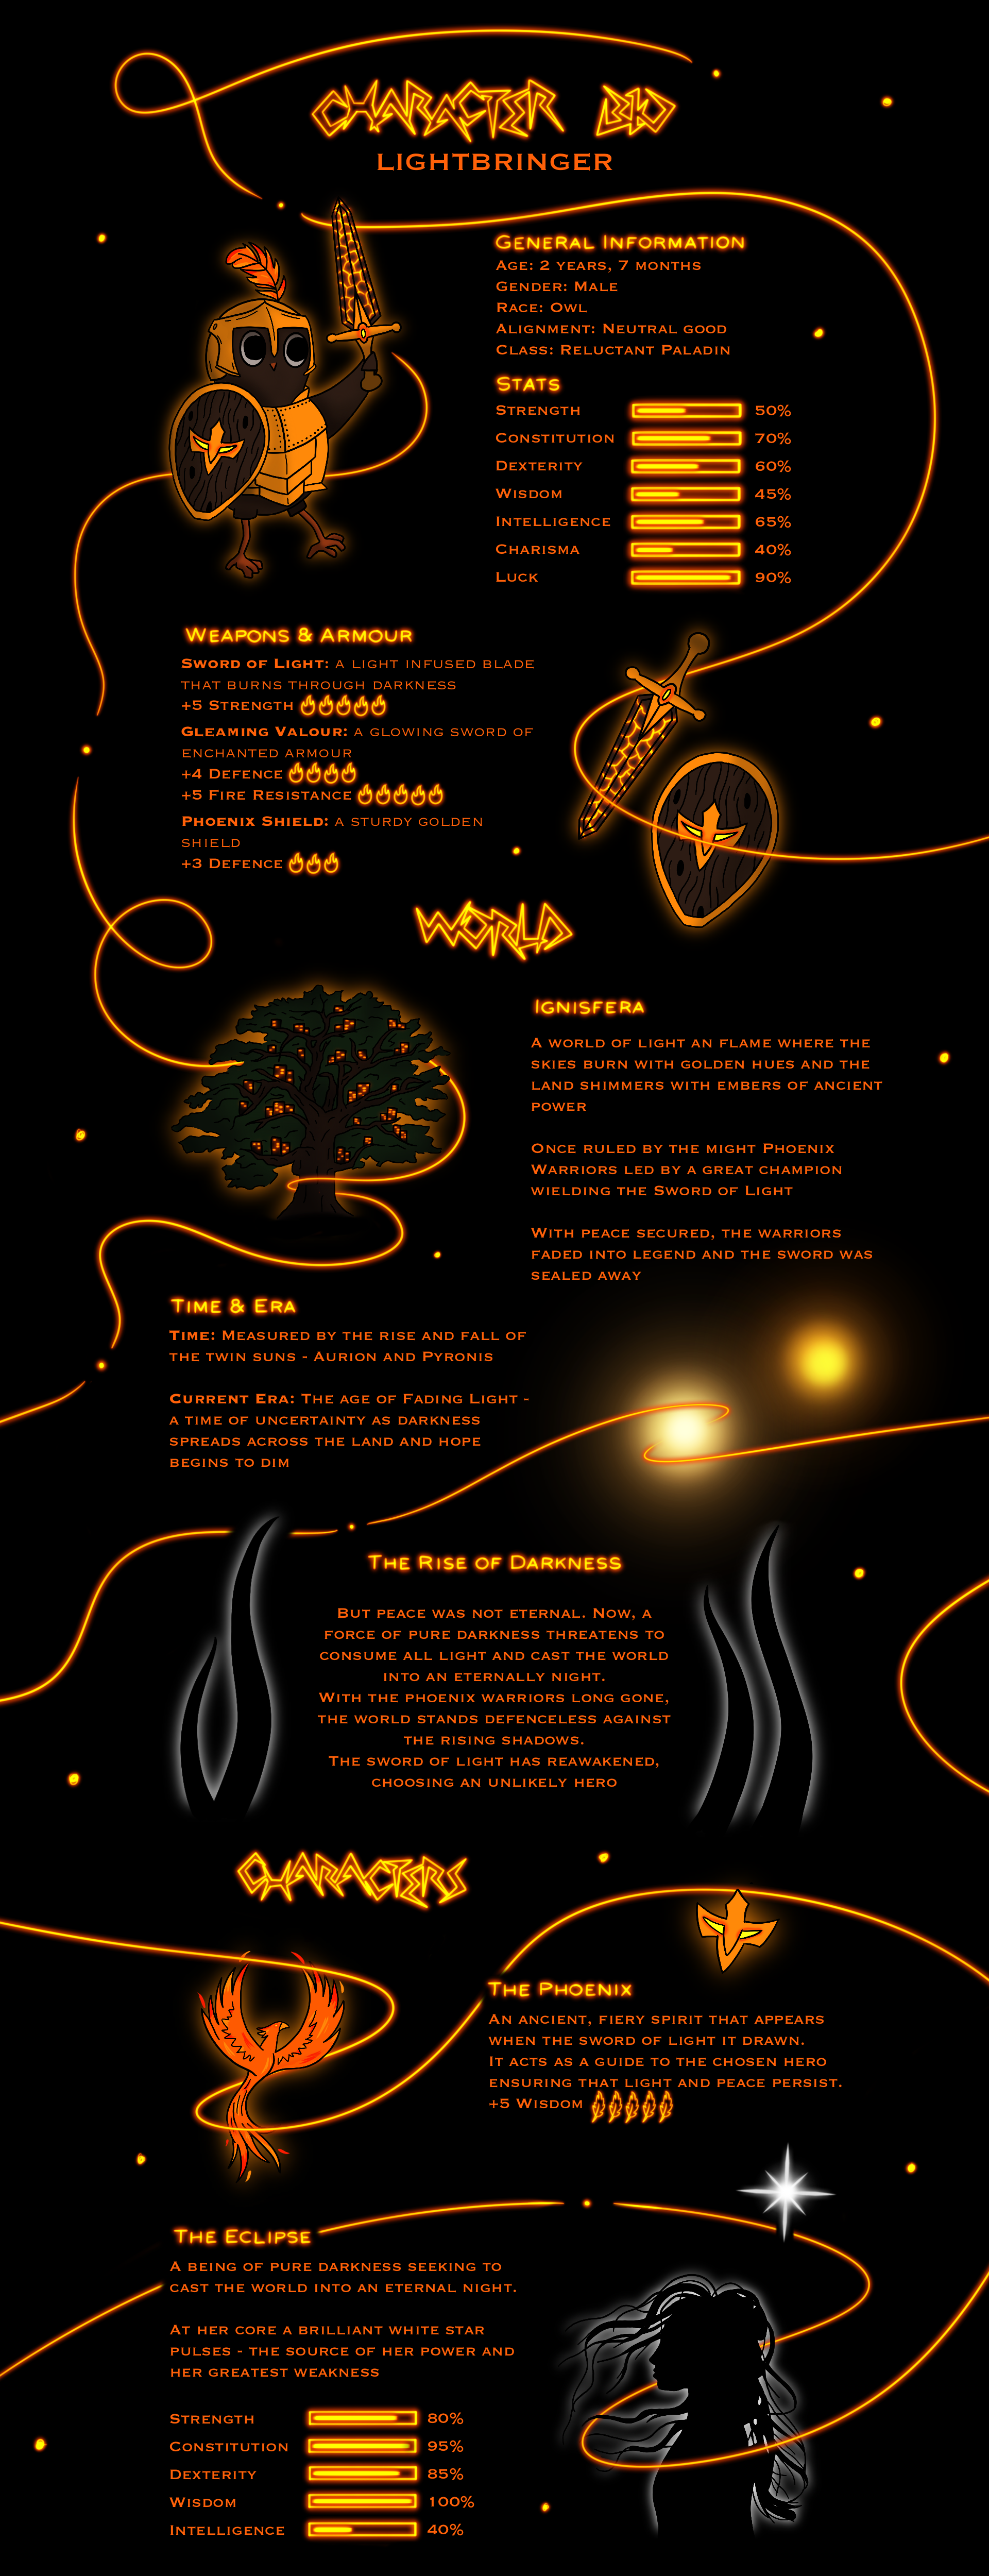 CHARACTER BIO
LIGHTBRINGER
General Information
Age: 2 years, 7 months
Gender: Male
Race: Owl
Alignment: Neutral good
Class: Reluctant Paladin
Stats
Strength 50%
Constitution 70%
Dexterity 60%
Wisdom 45%
Intelligence 65%
Charisma 40%
Luck 90%
Weapons & Armour
Sword of Light: a light infused blade
that burns through darkness
+5 Strength
Gleaming Valour: a glowing sword of
enchanted armour
+4 Defence
+5 Fire Resistance
Phoenix Shield: a sturdy golden
shield
+3 Defence
WORLD
Ignisfera
A world of light an flame where the
skies burn with golden hues and the
land shimmers with embers of ancient
power
Once ruled by the might Phoenix
Warriors led by a great champion
wielding the Sword of Light
With peace secured, the warriors
faded into legend and the sword was
sealed away
Time & Era
Time: Measured by the rise and fall of
the twin suns - Aurion and Pyronis
Current Era: The age of Fading Light -
a time of uncertainty as darkness
spreads across the land and hope
begins to dim
The Rise of Darkness
But peace was not eternal. Now, a
force of pure darkness threatens to
consume all light and cast the world
into an eternally night.
With the phoenix warriors long gone,
the world stands defenceless against
the rising shadows.
The sword of light has reawakened,
choosing an unlikely hero
CHARACTERS
The Phoenix
An ancient, fiery spirit that appears
when the sword of light it drawn.
It acts as a guide to the chosen hero
ensuring that light and peace persist.
+5 Wisdom
The Eclipse
A being of pure darkness seeking to
cast the world into an eternal night.
At her core a brilliant white star
pulses - the source of her power and
her greatest weakness
Strength 80%
Constitution 95%
Dexterity 85%
Wisdom 100%
Intelligence 40%